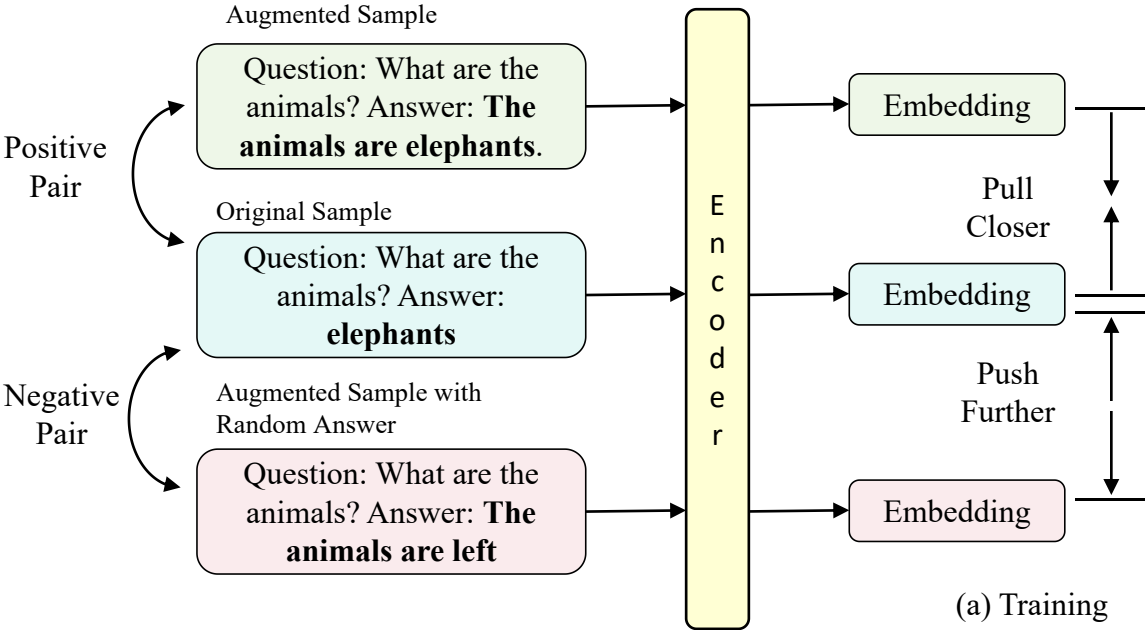 Augmented Sample
Question: What are the
animals? Answer: The
animals are elephants.
Positive
Pair
Original Sample
Question: What are the
animals? Answer:
elephants
Negative
Pair
Augmented Sample with
Random Answer
Question: What are the
animals? Answer: The
animals are left
Encoder
Embedding
Pull
Closer
Embedding
Push
Further
Embedding
(a) Training